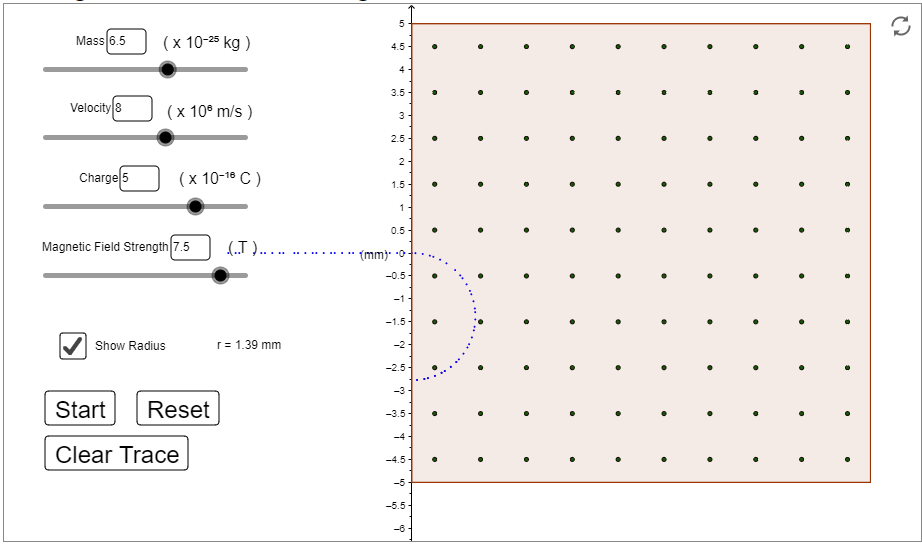 Mass 6.5 ( x 10⁻²⁵ kg )
Velocity 8 ( x 10⁶ m/s )
Charge 5 ( x 10⁻¹⁶ C )
Magnetic Field Strength 7.5 ( T )
Show Radius r = 1.39 mm
Start Reset
Clear Trace
5
4.5
4
3.5
3
2.5
2
1.5
1
0.5
(mm) 0
−0.5
−1
−1.5
−2
−2.5
−3
−3.5
−4
−4.5
−5
−5.5
−6